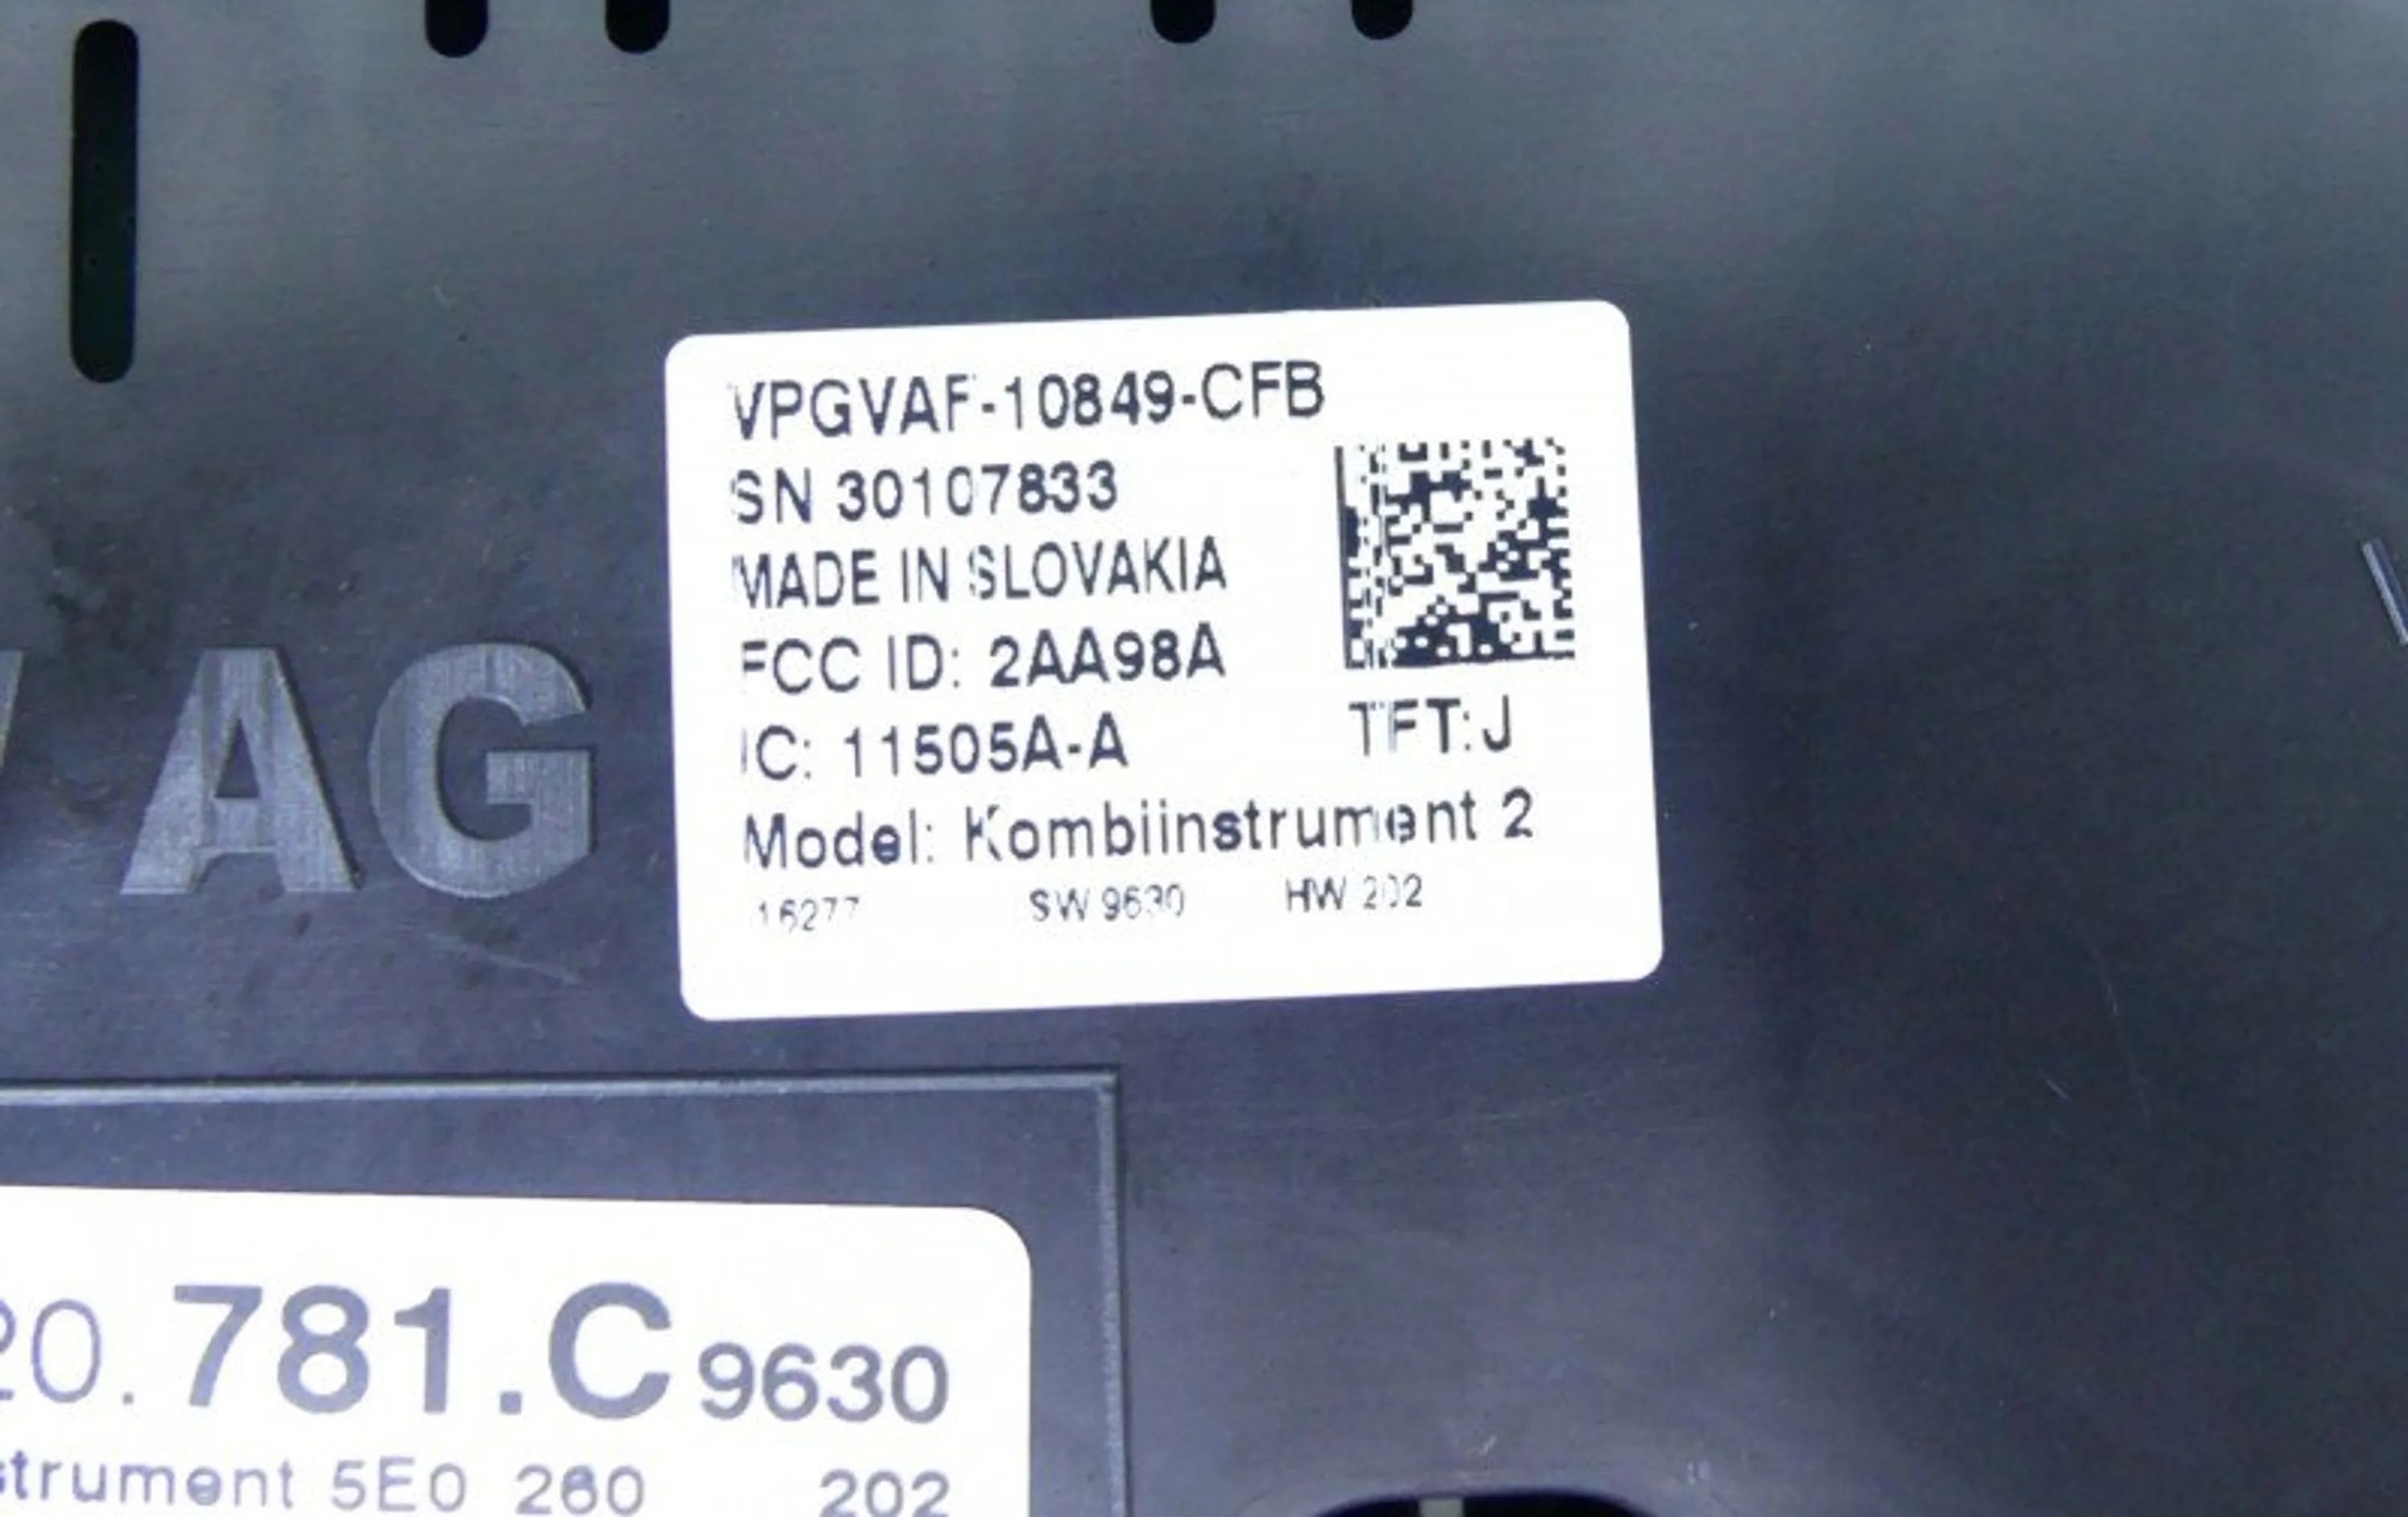 VPGVAF-10849-CFB
SN 30107833
MADE IN SLOVAKIA
FCC ID: 2AA98A
IC: 11505A-A
TFT:J
Model: Kombiinstrument 2
16277 SW 9630 HW 202
AG
20.781.C 9630
strument 5E0 260 202